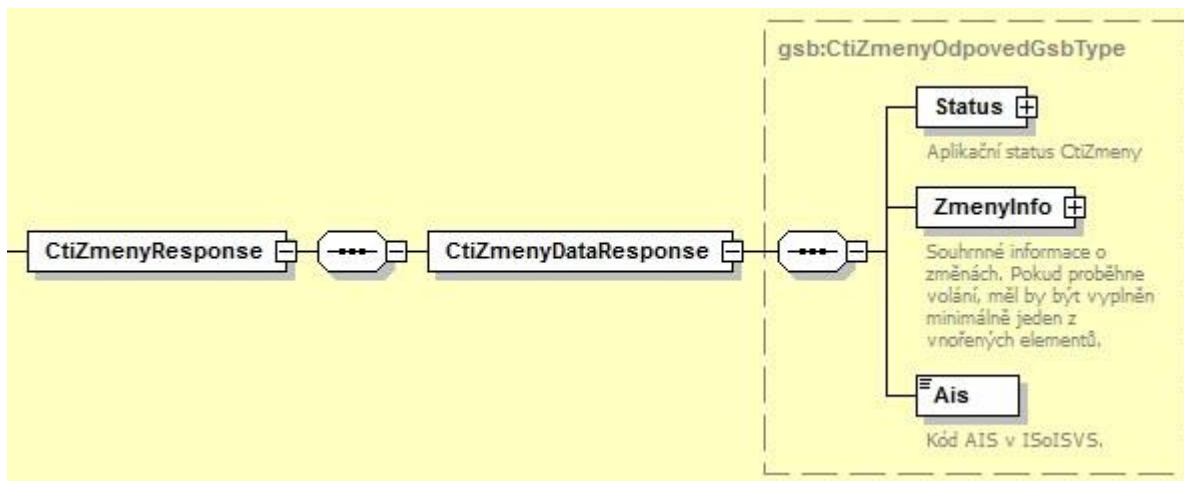 gsb:CtiZmenyOdpovedGsbType
Status
Aplikační status CtiZmeny
CtiZmenyResponse
CtiZmenyDataResponse
ZmenyInfo
Souhrnné informace o
změnách. Pokud proběhne
volání, měl by být vyplněn
minimálně jeden z
vnořených elementů.
Ais
Kód AIS v ISoISVS.